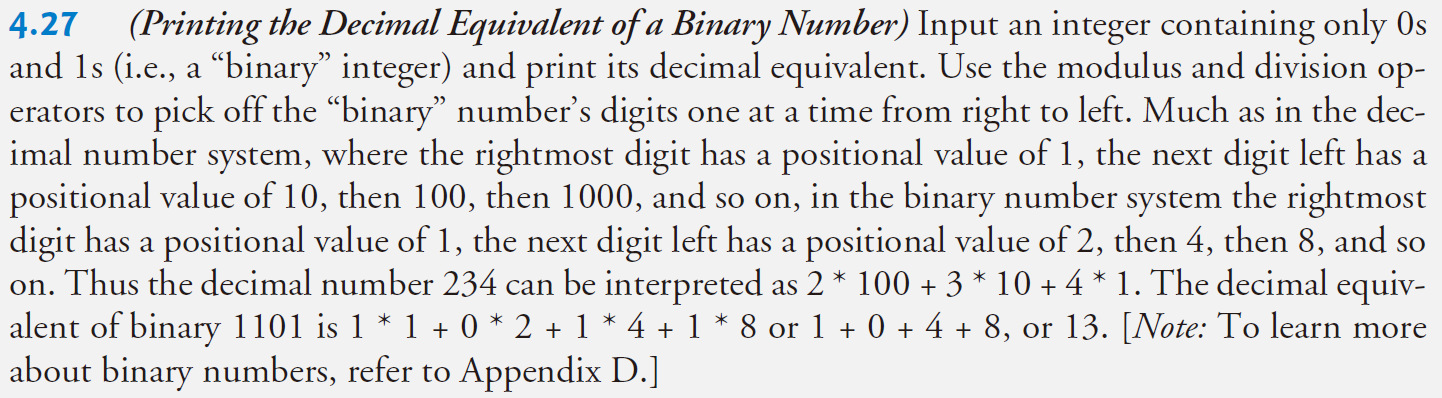 4.27 (Printing the Decimal Equivalent of a Binary Number) Input an integer containing only 0s
and 1s (i.e., a “binary” integer) and print its decimal equivalent. Use the modulus and division op-
erators to pick off the “binary” number’s digits one at a time from right to left. Much as in the dec-
imal number system, where the rightmost digit has a positional value of 1, the next digit left has a
positional value of 10, then 100, then 1000, and so on, in the binary number system the rightmost
digit has a positional value of 1, the next digit left has a positional value of 2, then 4, then 8, and so
on. Thus the decimal number 234 can be interpreted as 2 * 100 + 3 * 10 + 4 * 1. The decimal equiv-
alent of binary 1101 is 1 * 1 + 0 * 2 + 1 * 4 + 1 * 8 or 1 + 0 + 4 + 8, or 13. [Note: To learn more
about binary numbers, refer to Appendix D.]